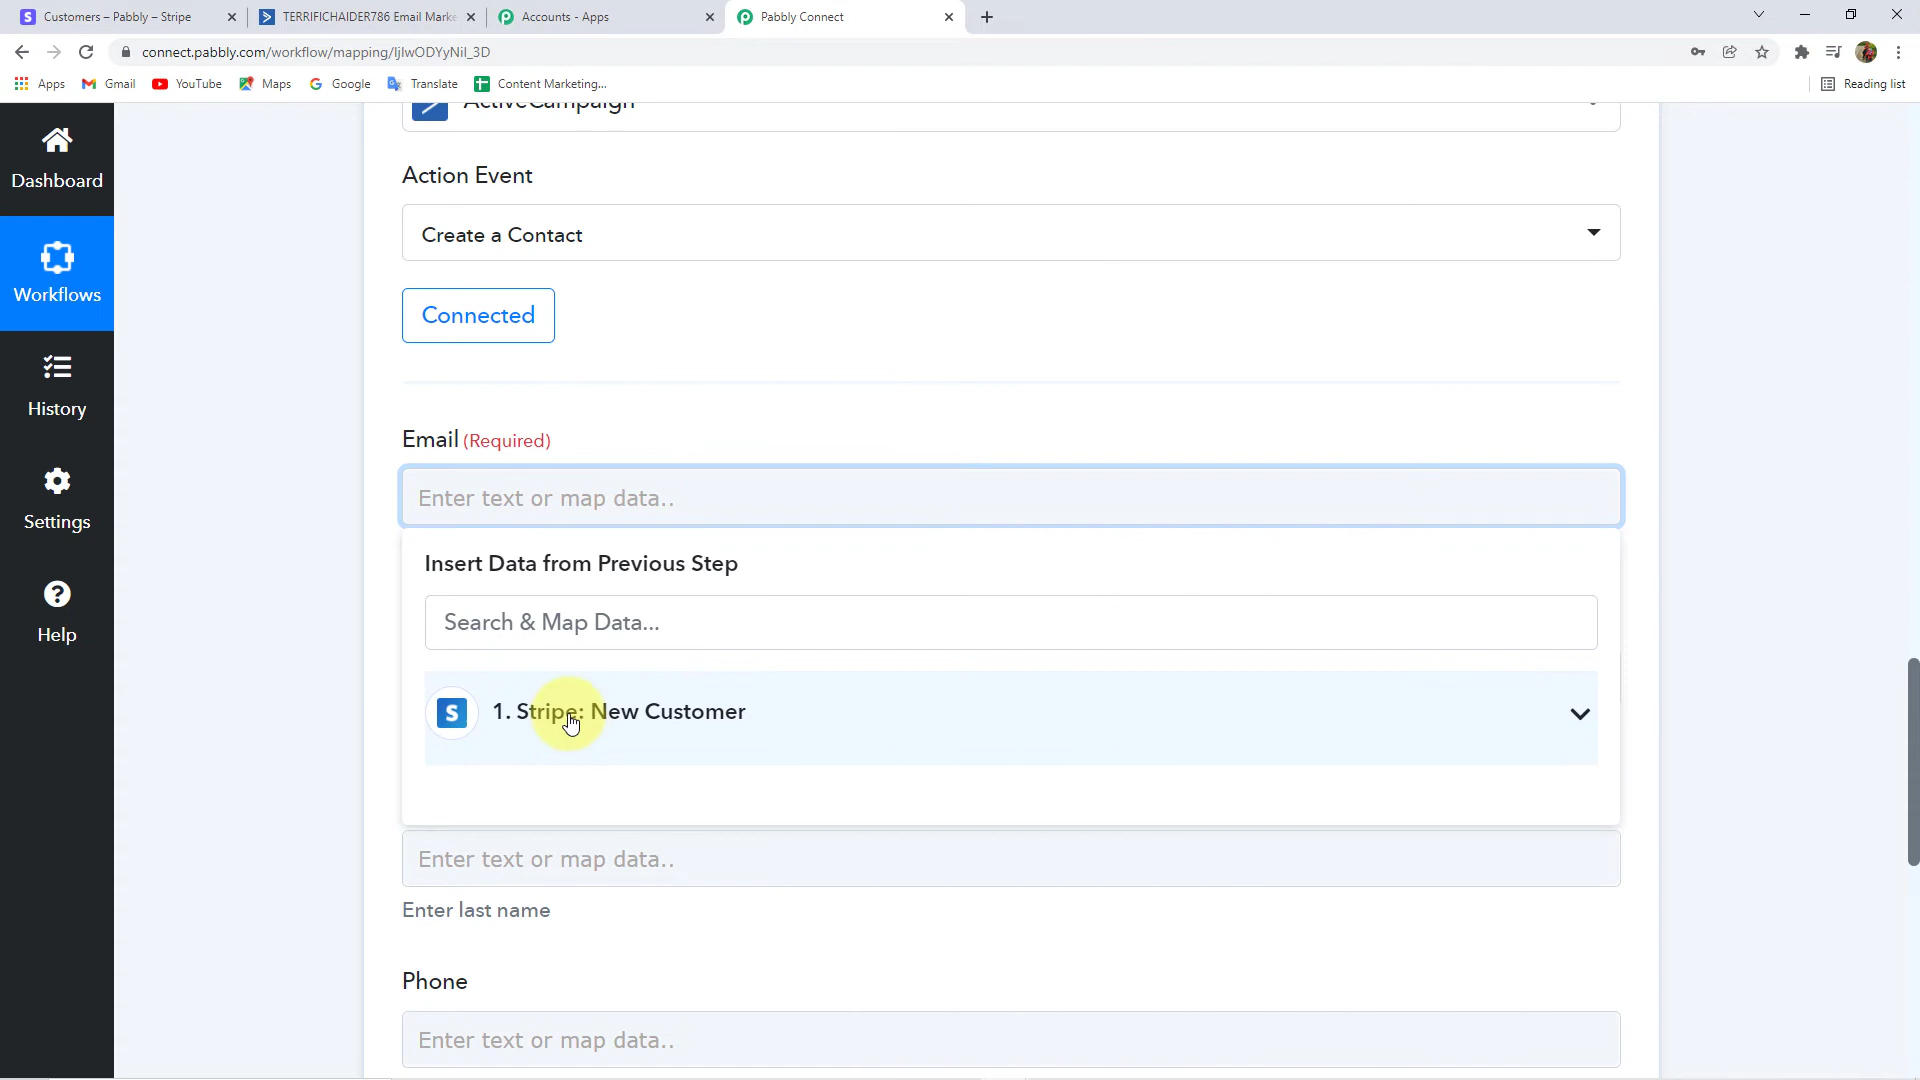 Customers – Pabbly – Stripe
TERRIFICHAIDER786 Email Marke
Accounts - Apps
Pabbly Connect
connect.pabbly.com/workflow/mapping/IjIwODYyNiI_3D
Apps
Gmail
YouTube
Maps
Google
Translate
Content Marketing...
Reading list
ActiveCampaign
Dashboard
Workflows
History
Settings
Help
Action Event
Create a Contact
Connected
Email (Required)
Enter text or map data..
Insert Data from Previous Step
Search & Map Data...
S
1. Stripe: New Customer
Enter text or map data..
Enter last name
Phone
Enter text or map data..